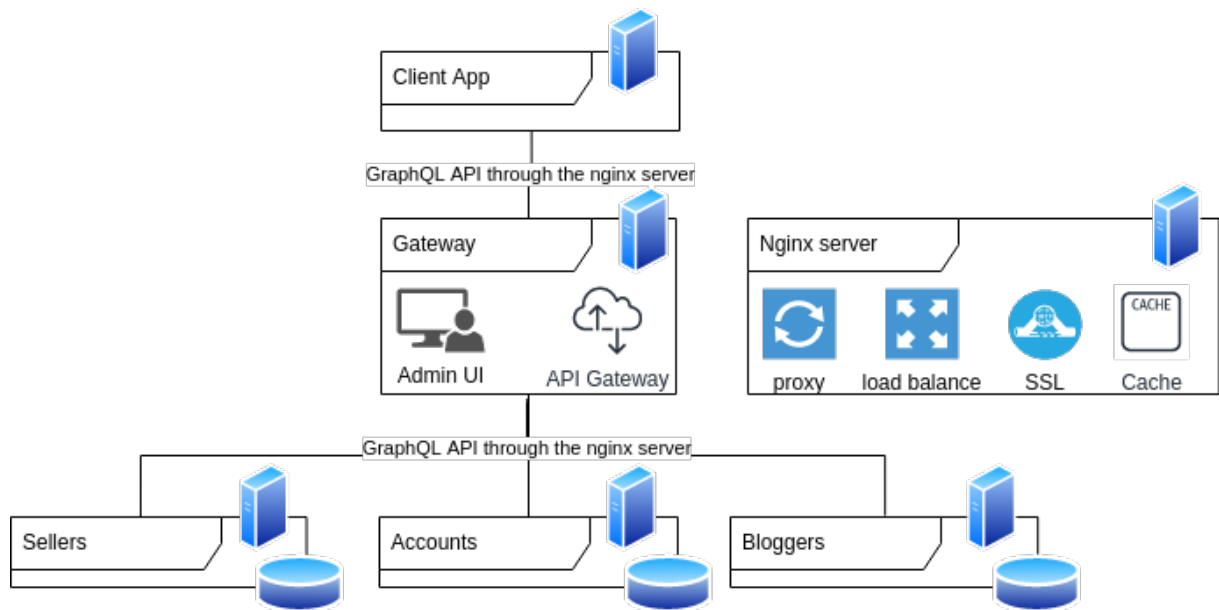 Client App
GraphQL API through the nginx server
Gateway
Nginx server
CACHE
Admin UI
API Gateway
proxy
load balance
SSL
Cache
GraphQL API through the nginx server
Sellers
Accounts
Bloggers